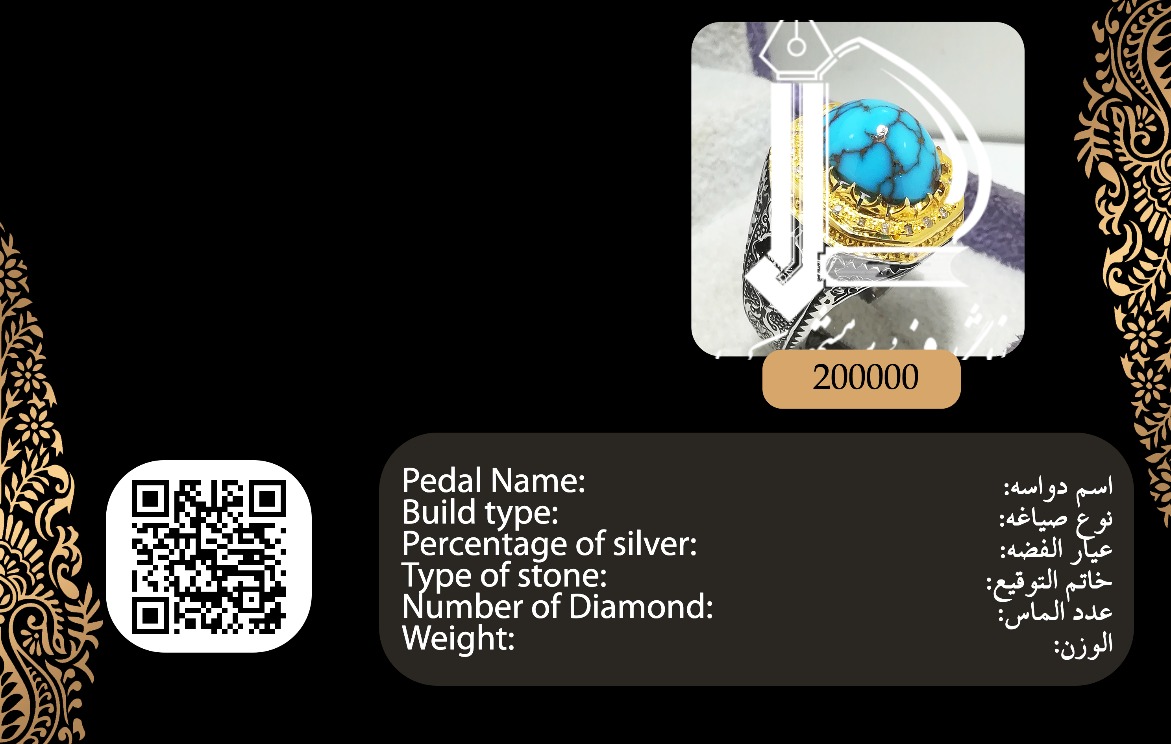 200000
Pedal Name:
اسم دواسه:
Build type:
نوع صياغه:
Percentage of silver:
عيار الفضه:
Type of stone:
خاتم التوقيع:
Number of Diamond:
عدد الماس:
Weight:
الوزن: